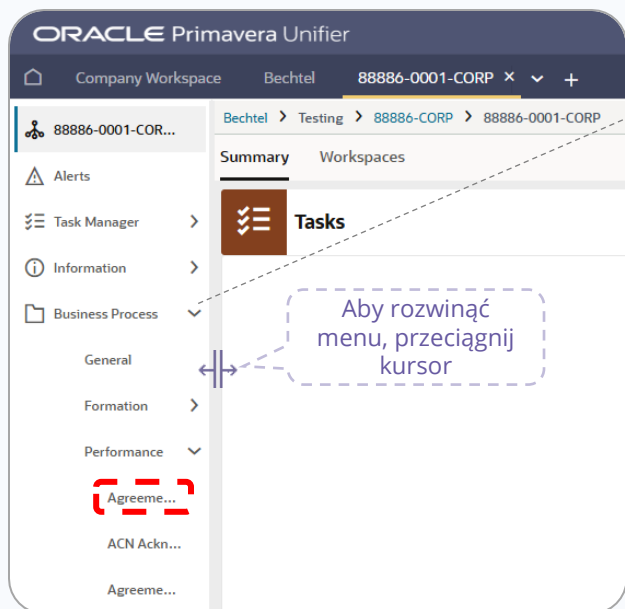 ORACLE Primavera Unifier
Company Workspace Bechtel 88886-0001-CORP × +
88886-0001-COR...
Bechtel > Testing > 88886-CORP > 88886-0001-CORP
Summary Workspaces
Alerts
Task Manager
Tasks
Information
Business Process
Aby rozwinąć
menu, przeciągnij
kursor
General
Formation
Performance
Agreeme...
ACN Ackn...
Agreeme...